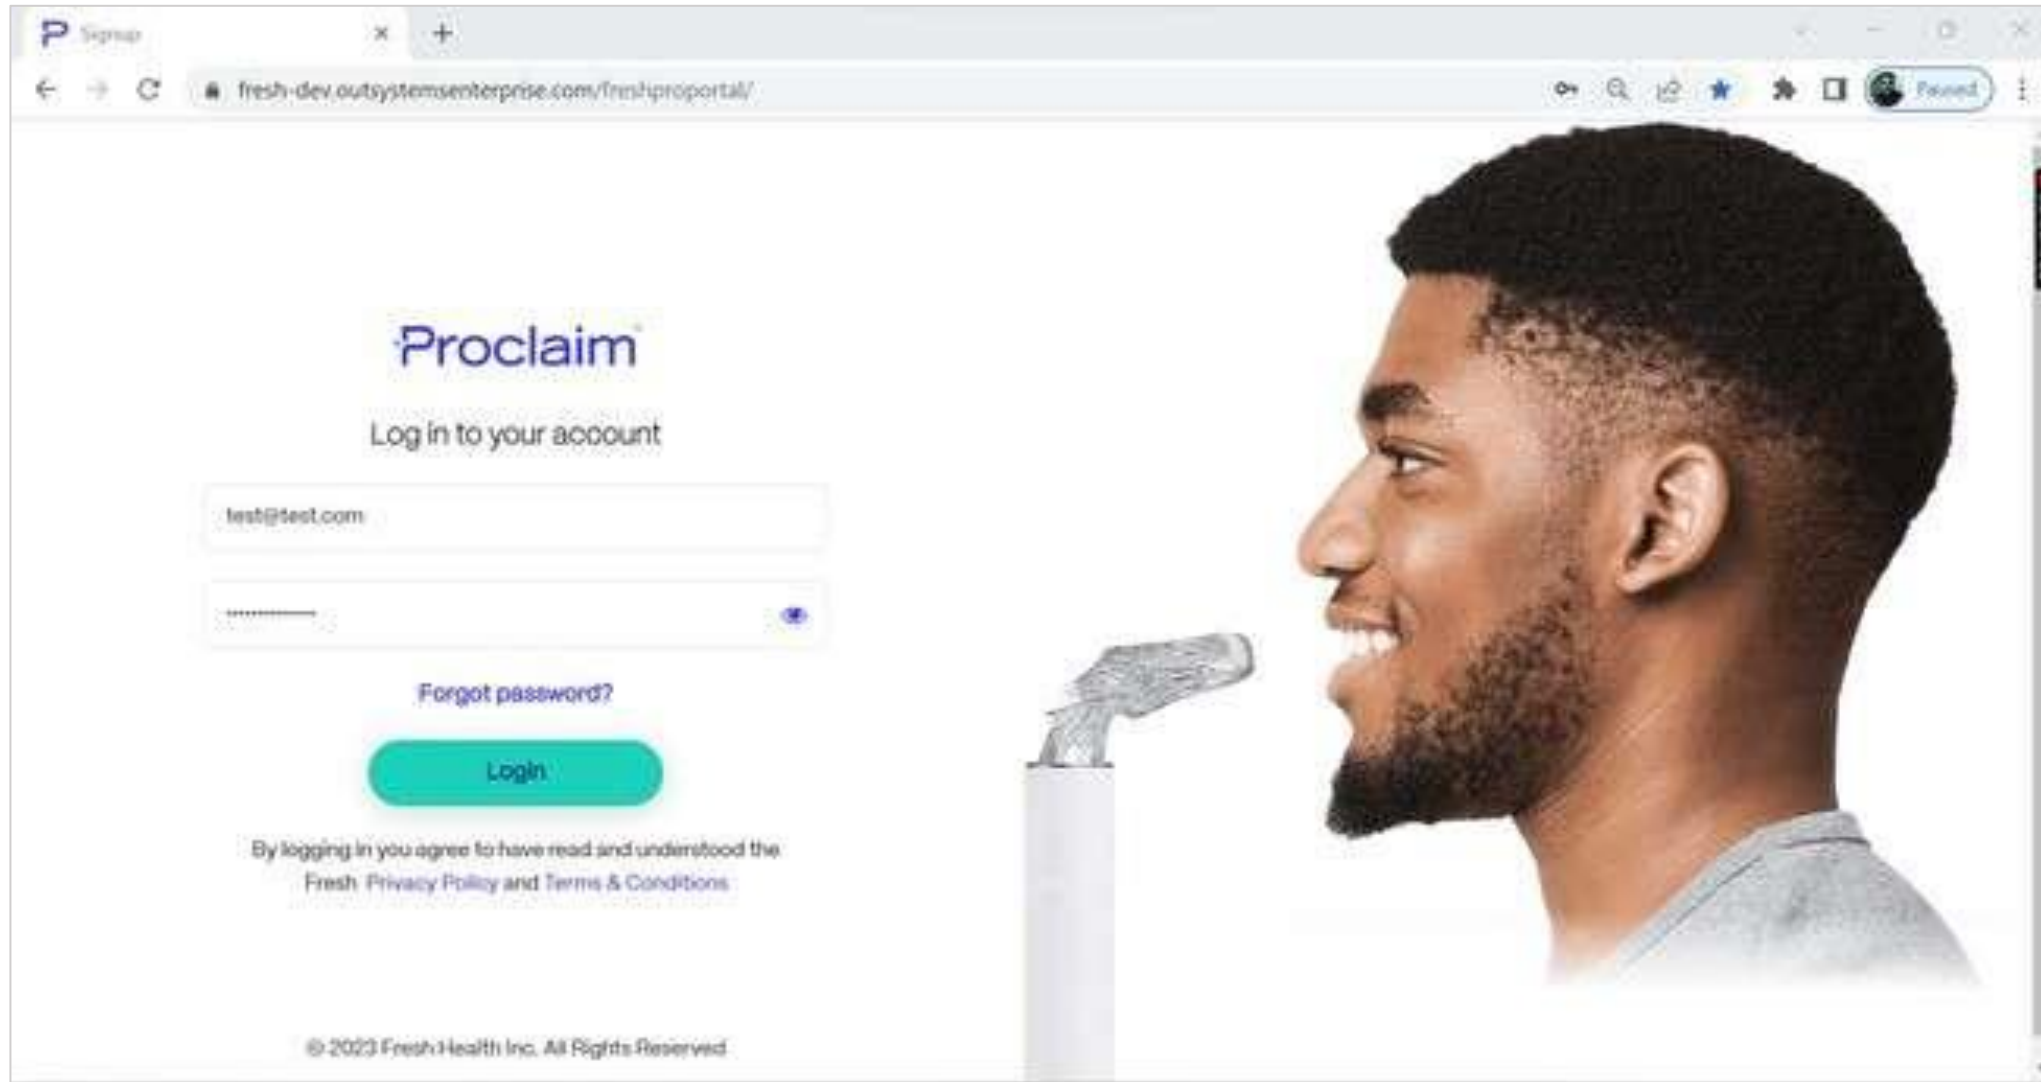 Signup
fresh-dev.outsystemsenterprise.com/freshproportal/
Paused
Proclaim
Log in to your account
test@test.com
Forgot password?
Login
By logging in you agree to have read and understood the
Fresh Privacy Policy and Terms & Conditions
© 2023 Fresh Health Inc. All Rights Reserved